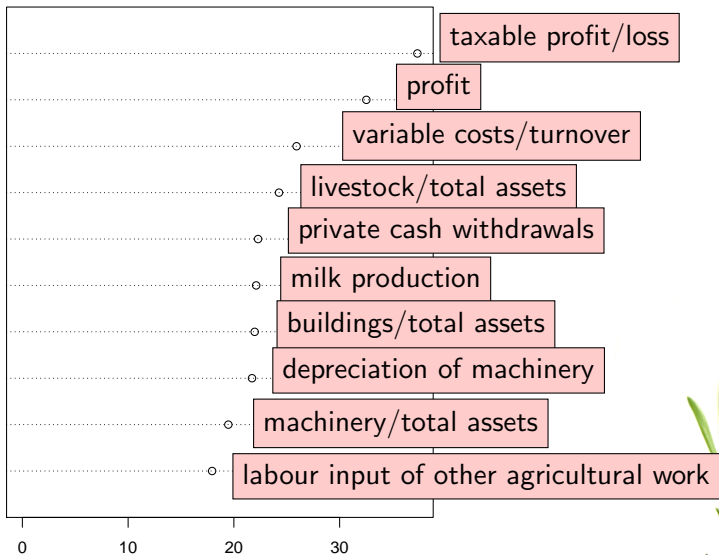 taxable profit/loss
profit
variable costs/turnover
livestock/total assets
private cash withdrawals
milk production
buildings/total assets
depreciation of machinery
machinery/total assets
labour input of other agricultural work
0 10 20 30